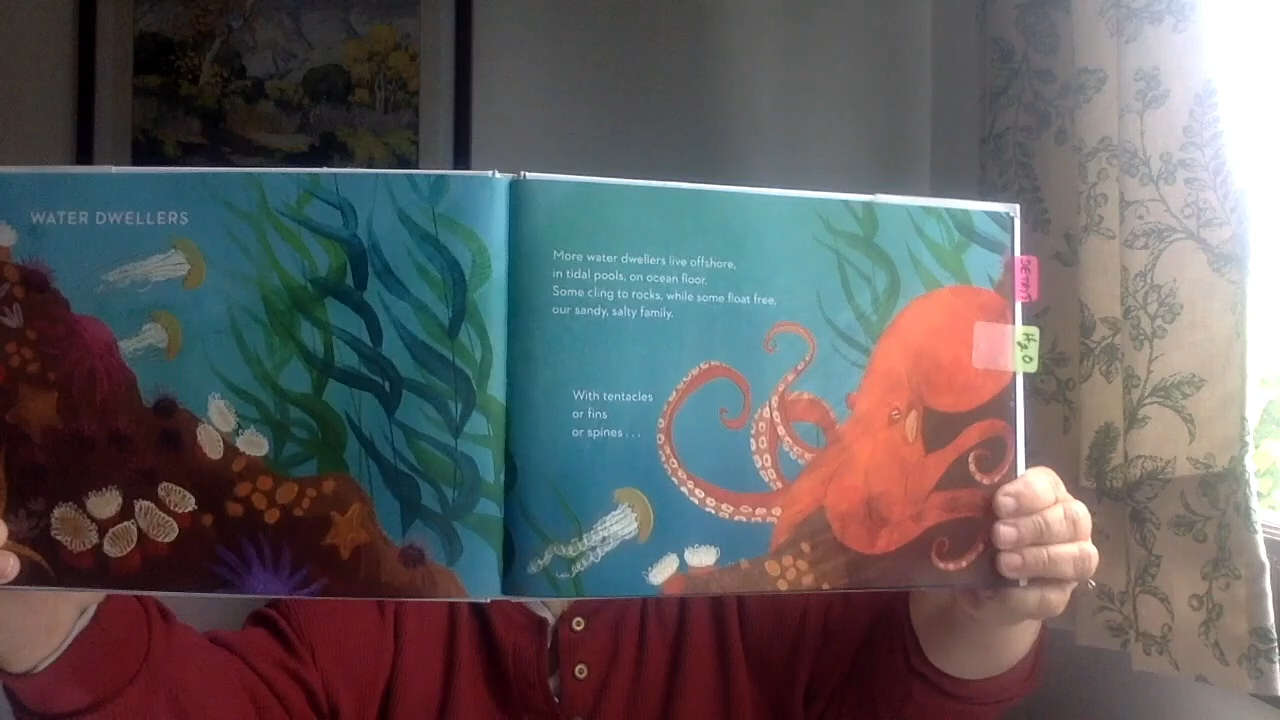 WATER DWELLERS
More water dwellers live offshore,
in tidal pools, on ocean floor.
Some cling to rocks, while some float free,
our sandy, salty family.
With tentacles
or fins
or spines . . .
H2O